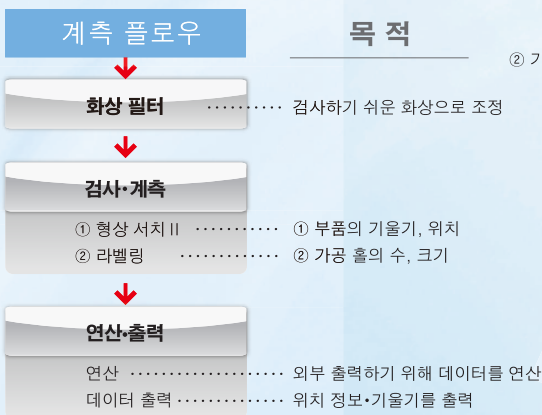 계측 플로우 목적
② 
화상 필터 ·········· 검사하기 쉬운 화상으로 조정
검사·계측
① 형상 서치Ⅱ ··········· ① 부품의 기울기, 위치
② 라벨링 ············· ② 가공 홀의 수, 크기
연산•출력
연산 ··················· 외부 출력하기 위해 데이터를 연산
데이터 출력 ············· 위치 정보•기울기를 출력